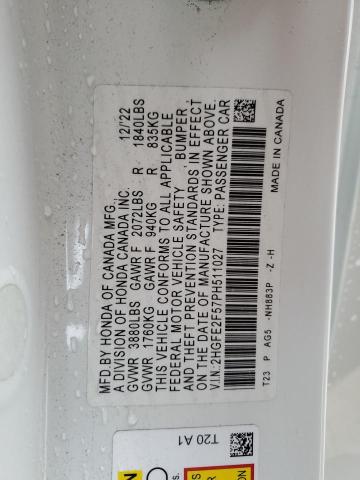 MFD.BY HONDA OF CANADA MFG. 12/'22
A DIVISION OF HONDA CANADA INC.
GVWR 3880LBS GAWR F 2072LBS R 1840LBS
GVWR 1760KG GAWR F 940KG R 835KG
THIS VEHICLE CONFORMS TO ALL APPLICABLE
FEDERAL MOTOR VEHICLE SAFETY, BUMPER,
AND THEFT PREVENTION STANDARDS IN EFFECT
ON THE DATE OF MANUFACTURE SHOWN ABOVE.
V.I.N:2HGFE2F57PH511027 TYPE: PASSENGER CAR
T23 P AG5 -NH883P -Z -H MADE IN CANADA
T20 A1